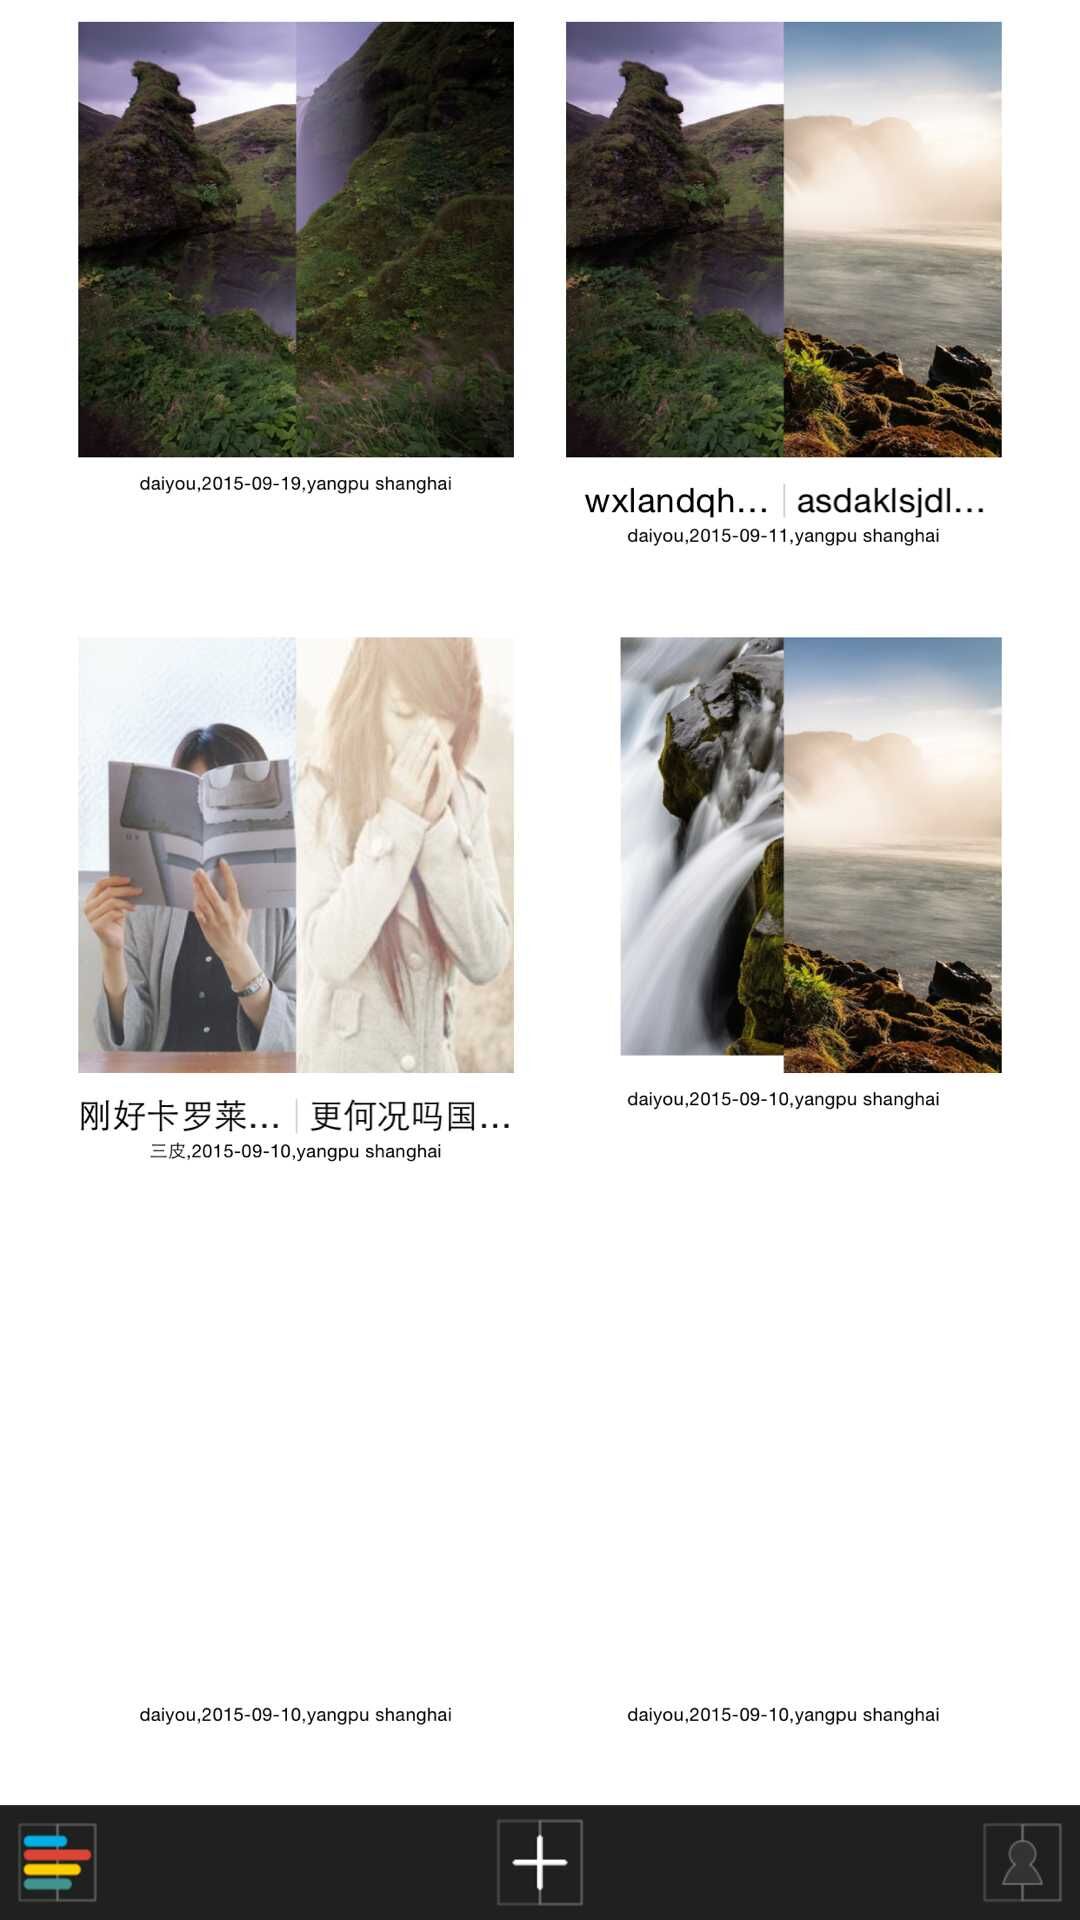 daiyou,2015-09-19,yangpu shanghai
wxlandqh... | asdaklsjdl...
daiyou,2015-09-11,yangpu shanghai
刚好卡罗莱... | 更何况吗国...
三皮,2015-09-10,yangpu shanghai
daiyou,2015-09-10,yangpu shanghai
daiyou,2015-09-10,yangpu shanghai
daiyou,2015-09-10,yangpu shanghai